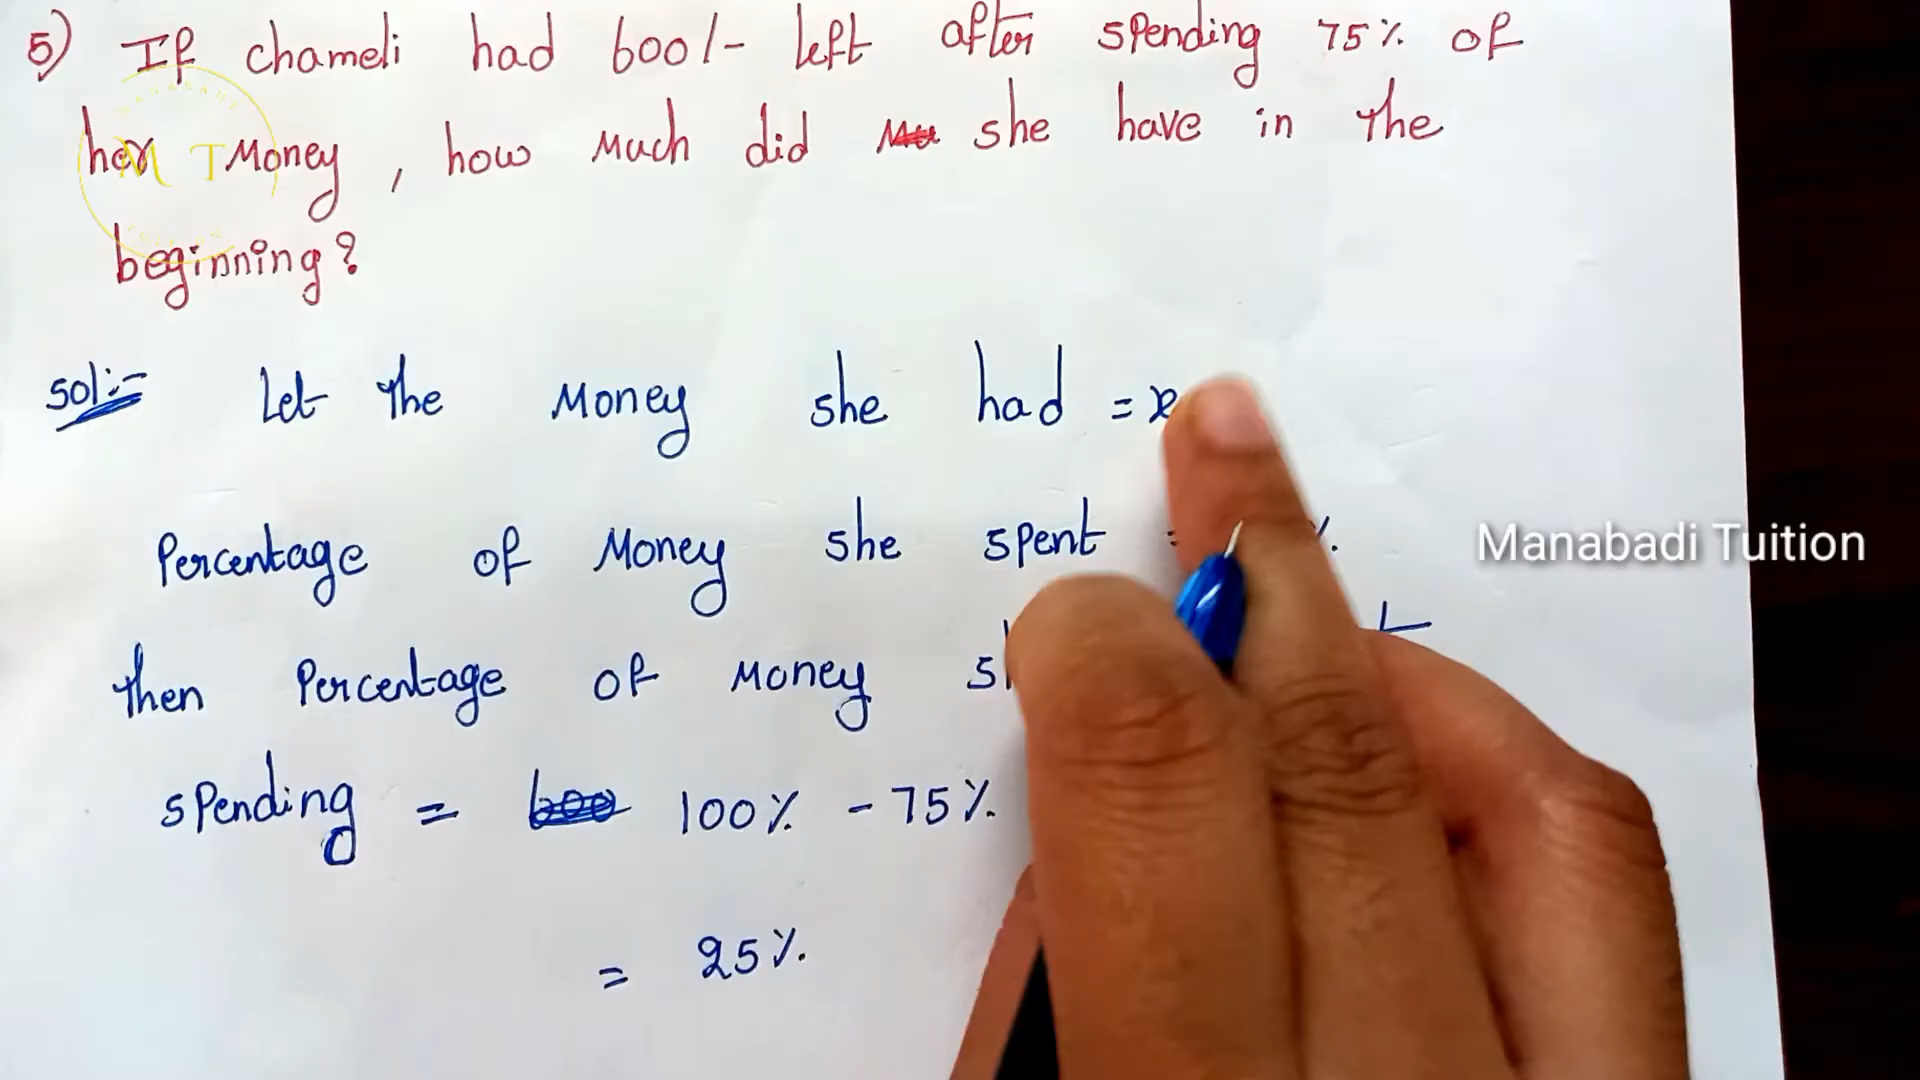 5) If chameli had 600/- left after spending 75% of
her Money, how much did she have in the
beginning?
Sol:- Let the Money she had = x
Percentage of Money she spent = %.
Manabadi Tuition
then Percentage of Money
spending = 100% - 75%
= 25%.
M T